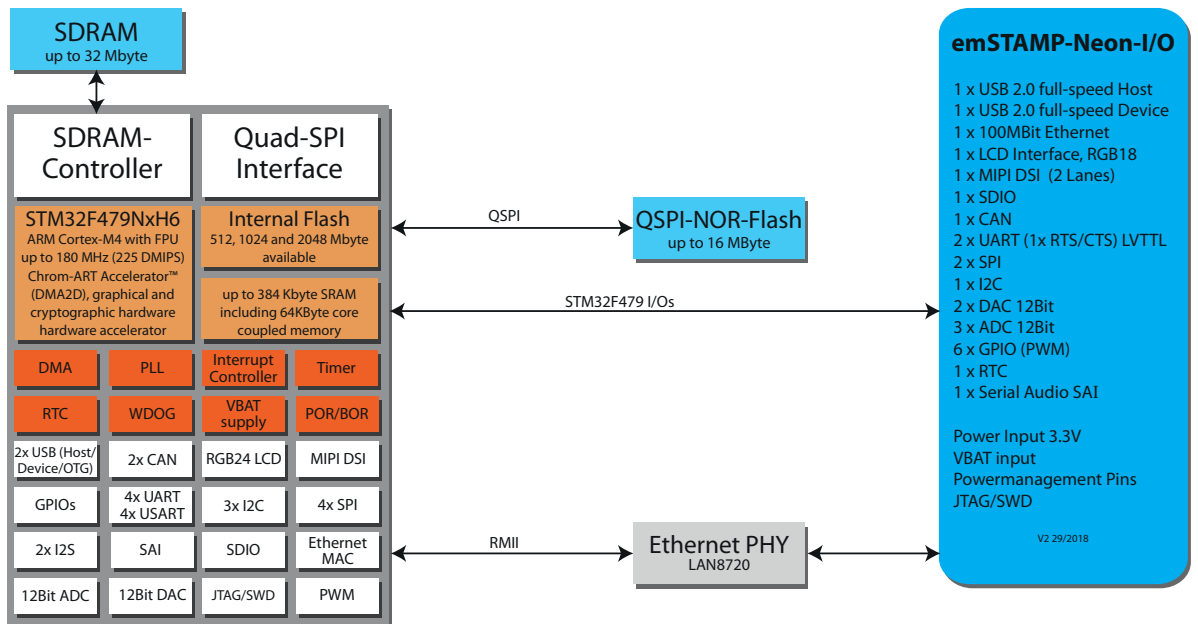 SDRAM
up to 32 Mbyte
SDRAM-
Controller
Quad-SPI
Interface
STM32F479NxH6
ARM Cortex-M4 with FPU
up to 180 MHz (225 DMIPS)
Chrom-ART Accelerator™
(DMA2D), graphical and
cryptographic hardware
hardware accelerator
Internal Flash
512, 1024 and 2048 Mbyte
available
up to 384 Kbyte SRAM
including 64KByte core
coupled memory
DMA
PLL
Interrupt
Controller
Timer
RTC
WDOG
VBAT
supply
POR/BOR
2x USB (Host/
Device/OTG)
2x CAN
RGB24 LCD
MIPI DSI
GPIOs
4x UART
4x USART
3x I2C
4x SPI
2x I2S
SAI
SDIO
Ethernet
MAC
12Bit ADC
12Bit DAC
JTAG/SWD
PWM
QSPI
QSPI-NOR-Flash
up to 16 MByte
STM32F479 I/Os
RMII
Ethernet PHY
LAN8720
emSTAMP-Neon-I/O
1 x USB 2.0 full-speed Host
1 x USB 2.0 full-speed Device
1 x 100MBit Ethernet
1 x LCD Interface, RGB18
1 x MIPI DSI (2 Lanes)
1 x SDIO
1 x CAN
2 x UART (1x RTS/CTS) LVTTL
2 x SPI
1 x I2C
2 x DAC 12Bit
3 x ADC 12Bit
6 x GPIO (PWM)
1 x RTC
1 x Serial Audio SAI
Power Input 3.3V
VBAT input
Powermanagement Pins
JTAG/SWD
V2 29/2018